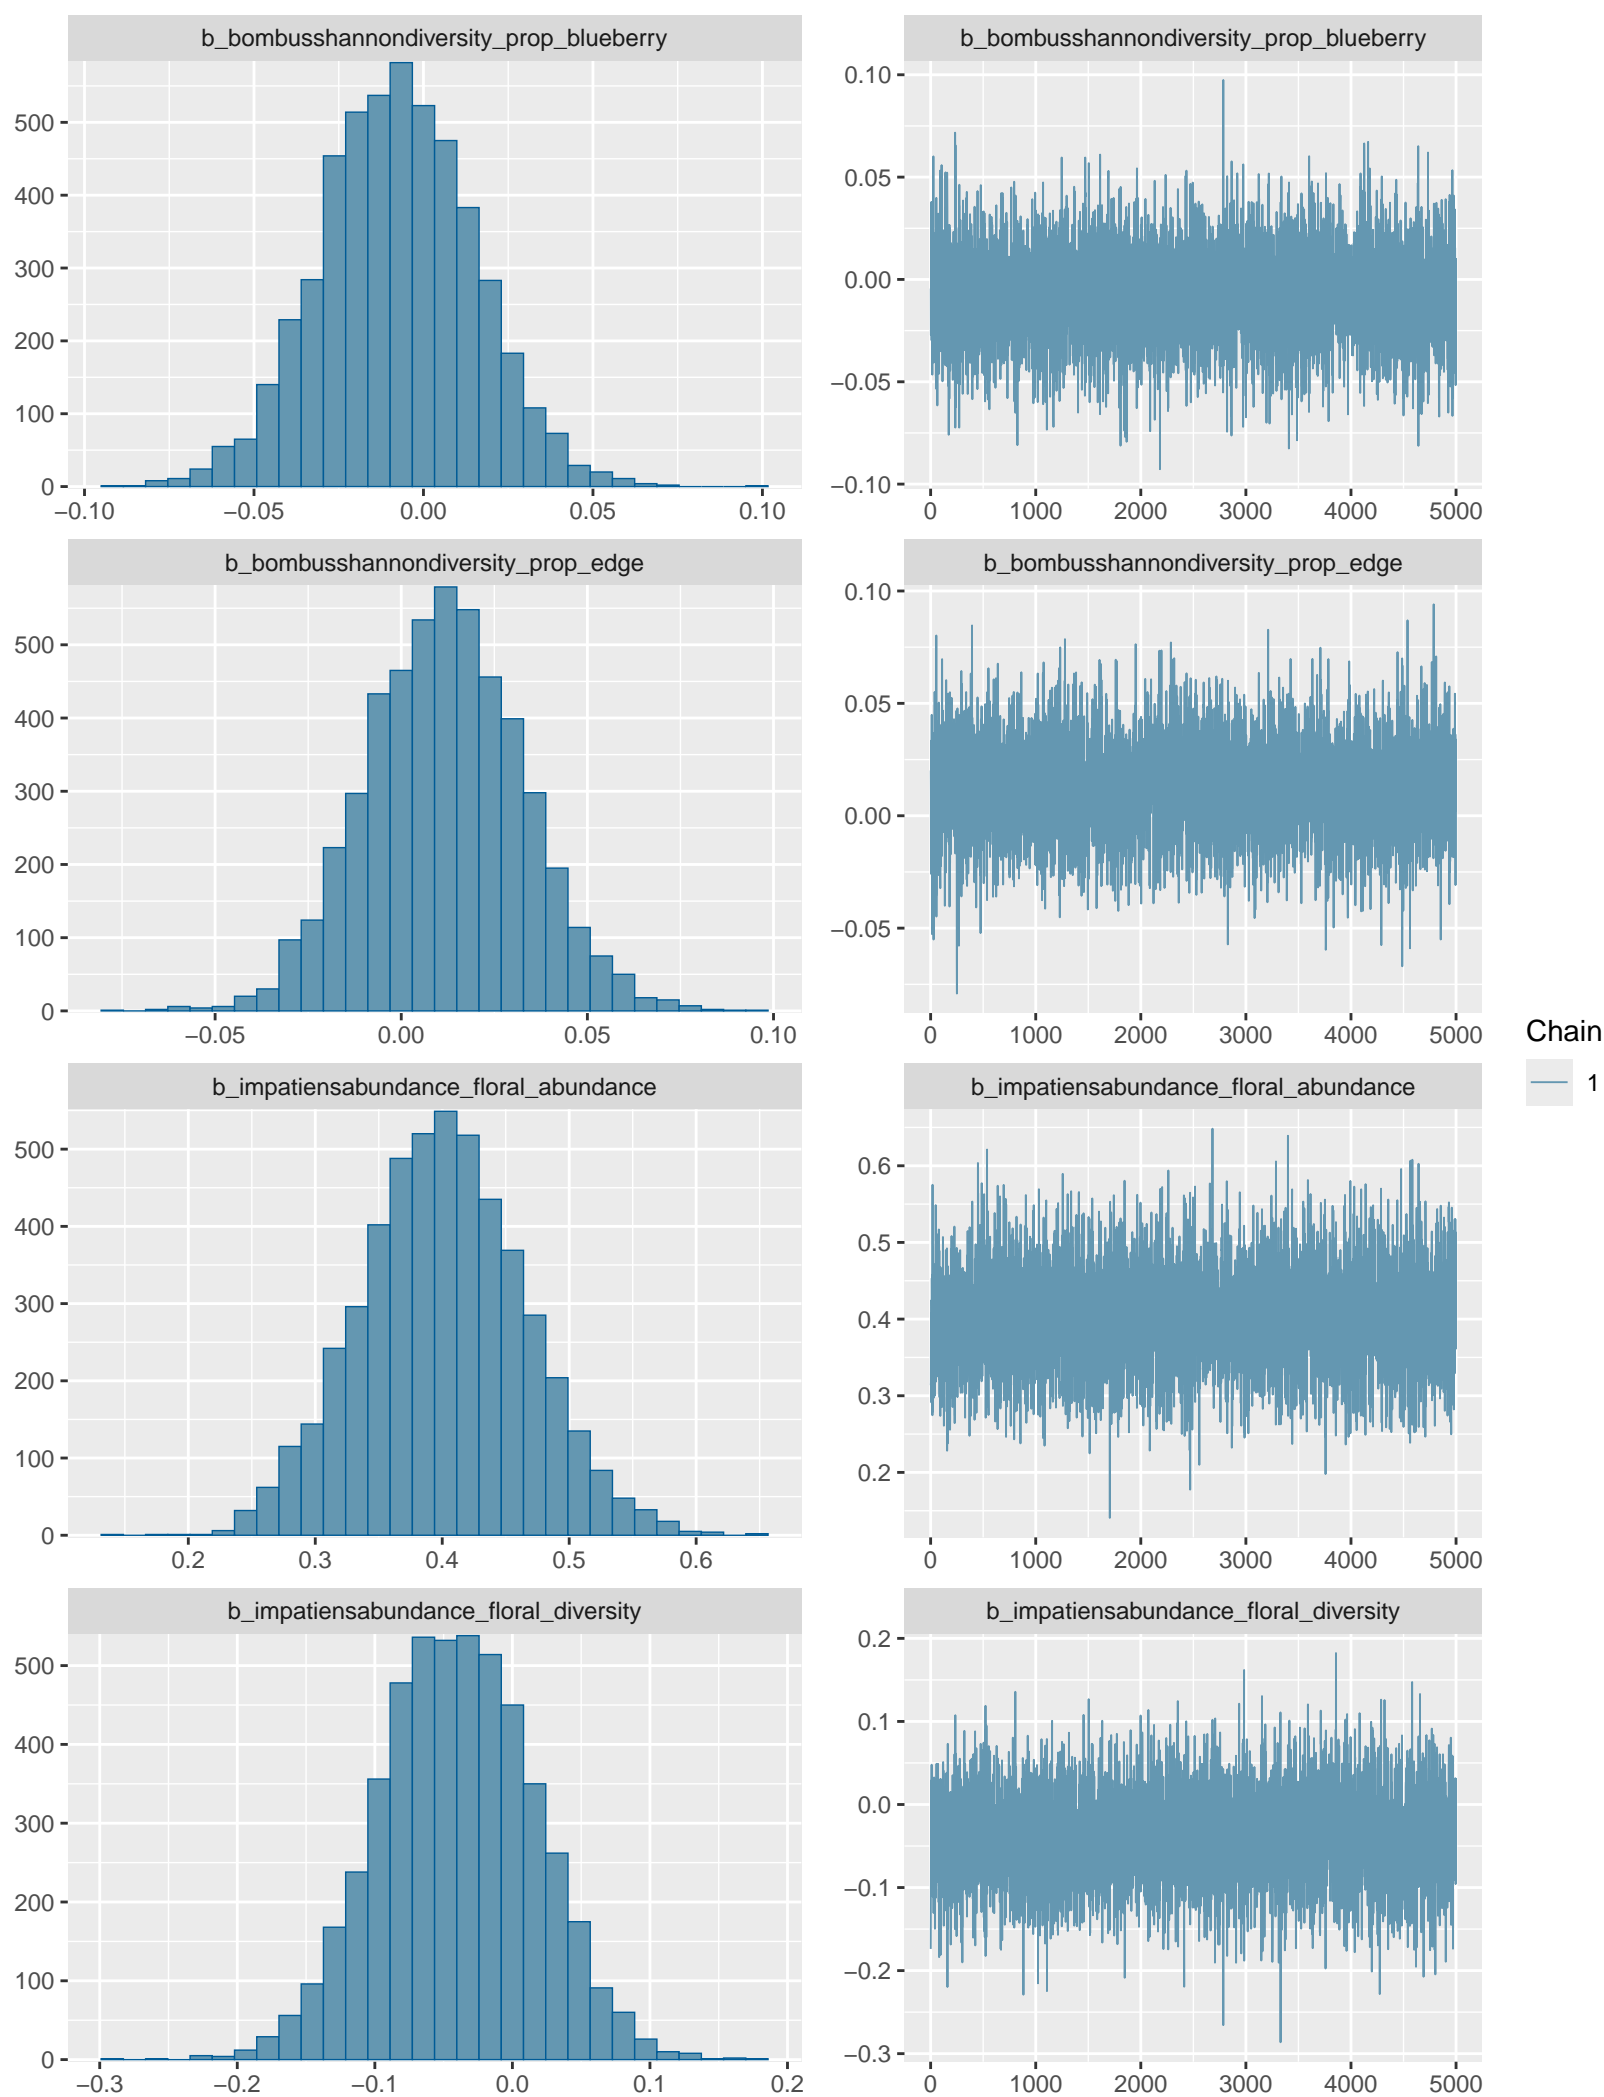 b_bombusshannondiversity_prop_blueberry
500
400
300
200
100
0
−0.10 −0.05 0.00 0.05 0.10
b_bombusshannondiversity_prop_blueberry
0.10
0.05
0.00
−0.05
−0.10
0 1000 2000 3000 4000 5000
b_bombusshannondiversity_prop_edge
500
400
300
200
100
0
−0.05 0.00 0.05 0.10
b_bombusshannondiversity_prop_edge
0.10
0.05
0.00
−0.05
0 1000 2000 3000 4000 5000
b_impatiensabundance_floral_abundance
500
400
300
200
100
0
0.2 0.3 0.4 0.5 0.6
b_impatiensabundance_floral_abundance
0.6
0.5
0.4
0.3
0.2
0 1000 2000 3000 4000 5000
b_impatiensabundance_floral_diversity
500
400
300
200
100
0
−0.3 −0.2 −0.1 0.0 0.1 0.2
b_impatiensabundance_floral_diversity
0.2
0.1
0.0
−0.1
−0.2
−0.3
0 1000 2000 3000 4000 5000
Chain
1